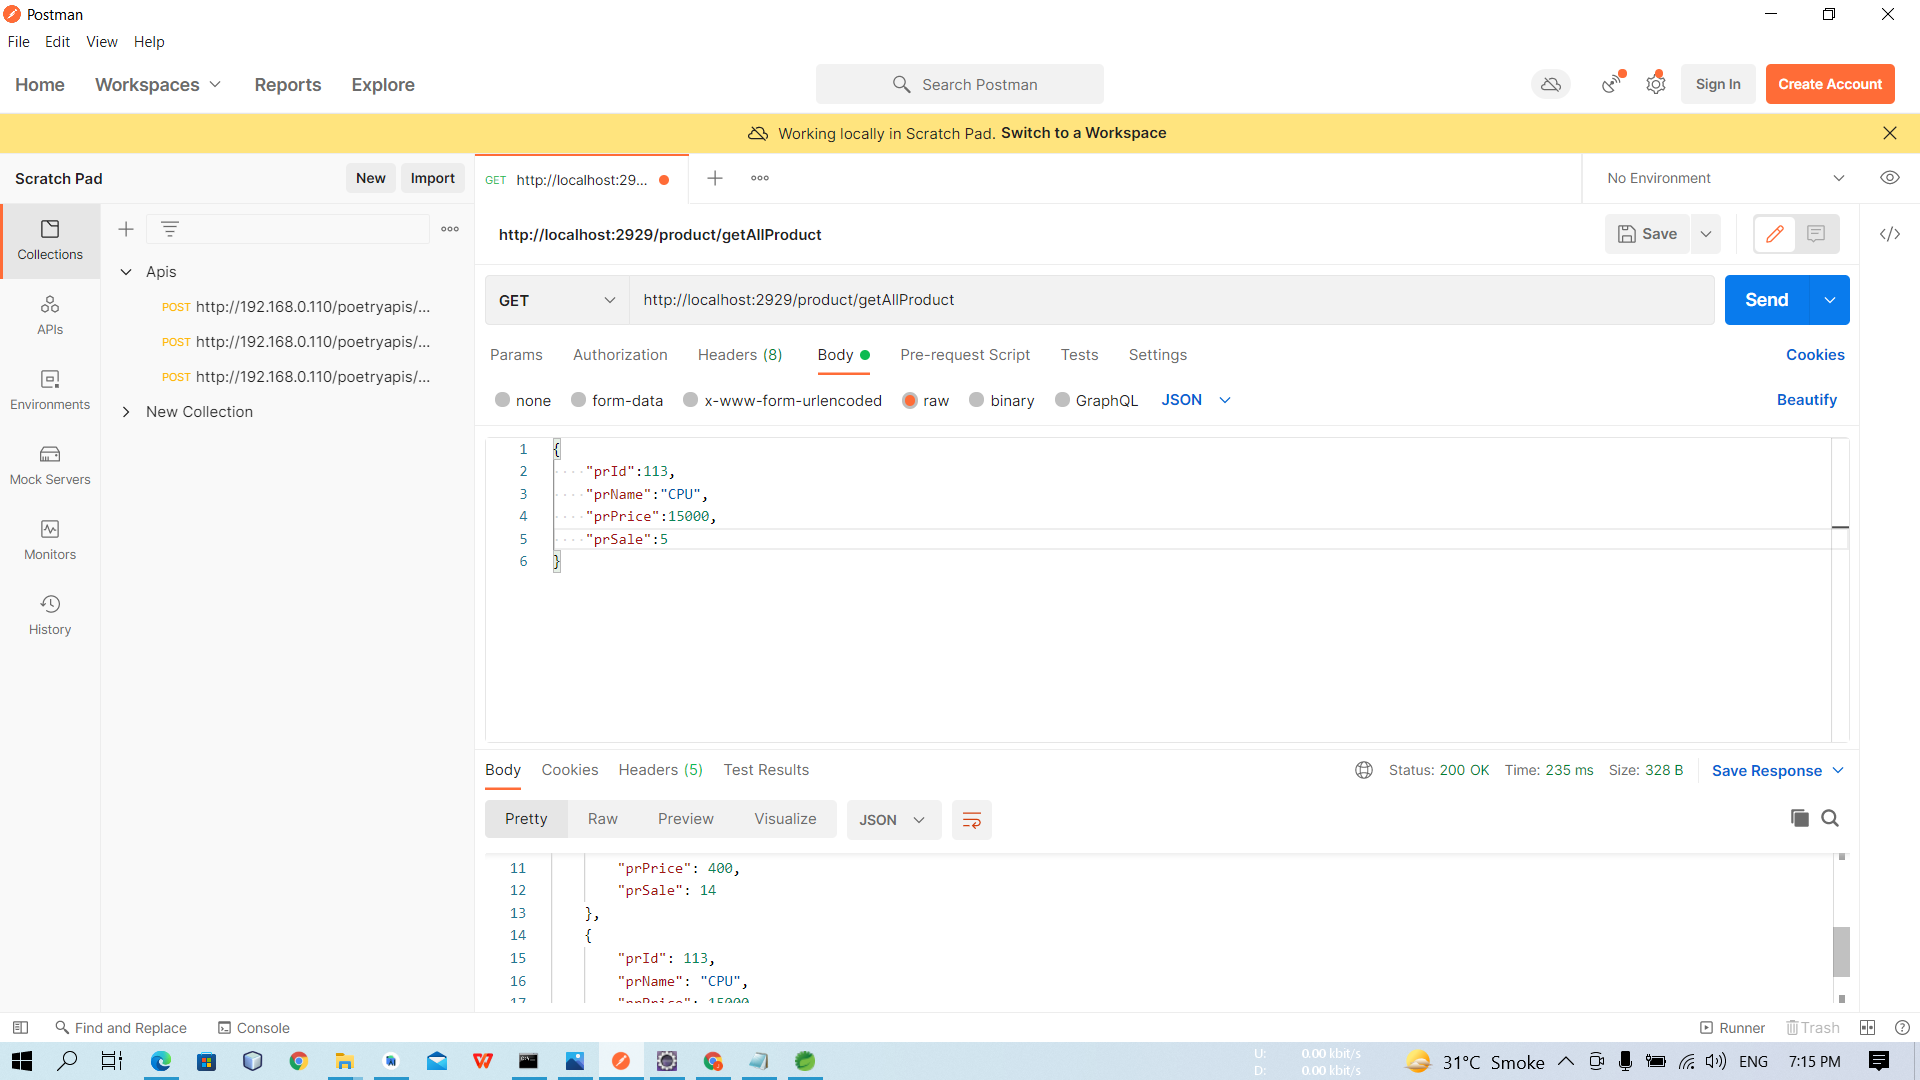 Postman
File Edit View Help
Home Workspaces Reports Explore
Search Postman
Sign In
Create Account
Working locally in Scratch Pad. Switch to a Workspace
Scratch Pad
New
Import
GET http://localhost:29...
No Environment
Collections
APIs
Environments
Mock Servers
Monitors
History
Apis
POST http://192.168.0.110/poetryapis/...
POST http://192.168.0.110/poetryapis/...
POST http://192.168.0.110/poetryapis/...
New Collection
http://localhost:2929/product/getAllProduct
Save
GET
http://localhost:2929/product/getAllProduct
Send
Params Authorization Headers (8) Body Pre-request Script Tests Settings
Cookies
none form-data x-www-form-urlencoded raw binary GraphQL JSON
Beautify
1 {
2 "prId":113,
3 "prName":"CPU",
4 "prPrice":15000,
5 "prSale":5
6 }
Body Cookies Headers (5) Test Results
Status: 200 OK Time: 235 ms Size: 328 B
Save Response
Pretty Raw Preview Visualize
JSON
11 "prPrice": 400,
12 "prSale": 14
13 },
14 {
15 "prId": 113,
16 "prName": "CPU",
17 "prPrice": 15000
Find and Replace
Console
Runner
Trash
U: 0.00 kbit/s
D: 0.00 kbit/s
31°C Smoke
ENG
7:15 PM